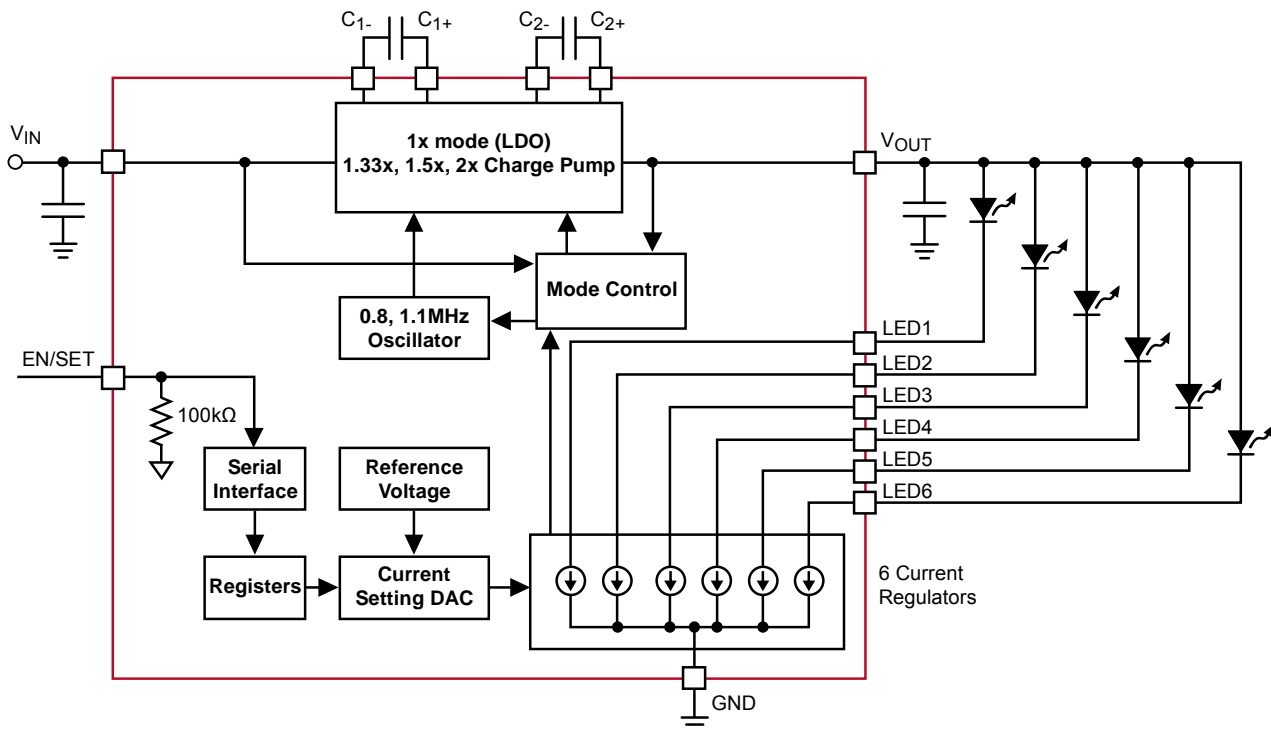 C1- C1+ C2- C2+
VIN
1x mode (LDO)
1.33x, 1.5x, 2x Charge Pump
VOUT
Mode Control
0.8, 1.1MHz
Oscillator
EN/SET
100kΩ
LED1
LED2
LED3
LED4
LED5
LED6
Serial
Interface
Reference
Voltage
Registers
Current
Setting DAC
6 Current
Regulators
GND